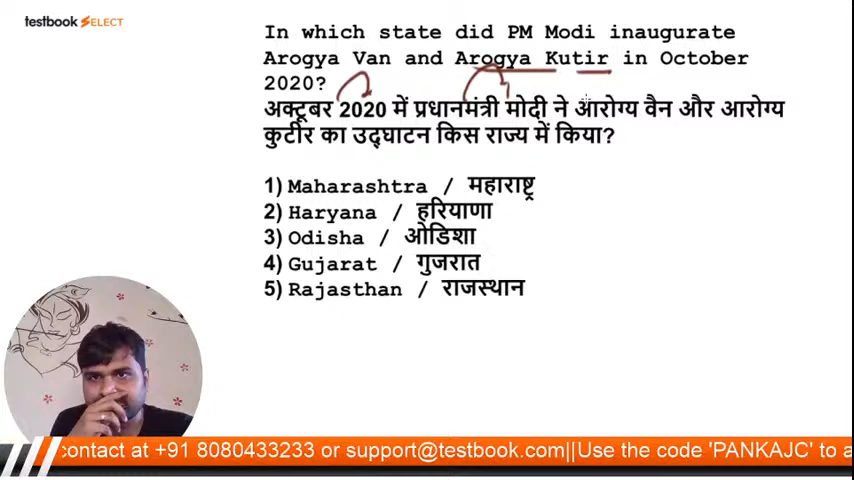 testbook SELECT
In which state did PM Modi inaugurate
Arogya Van and Arogya Kutir in October
2020?
अक्टूबर 2020 में प्रधानमंत्री मोदी ने आरोग्य वैन और आरोग्य
कुटीर का उद्घाटन किस राज्य में किया?
1) Maharashtra / महाराष्ट्र
2) Haryana / हरियाणा
3) Odisha / ओडिशा
4) Gujarat / गुजरात
5) Rajasthan / राजस्थान
contact at +91 8080433233 or support@testbook.com||Use the code 'PANKAJC' to a